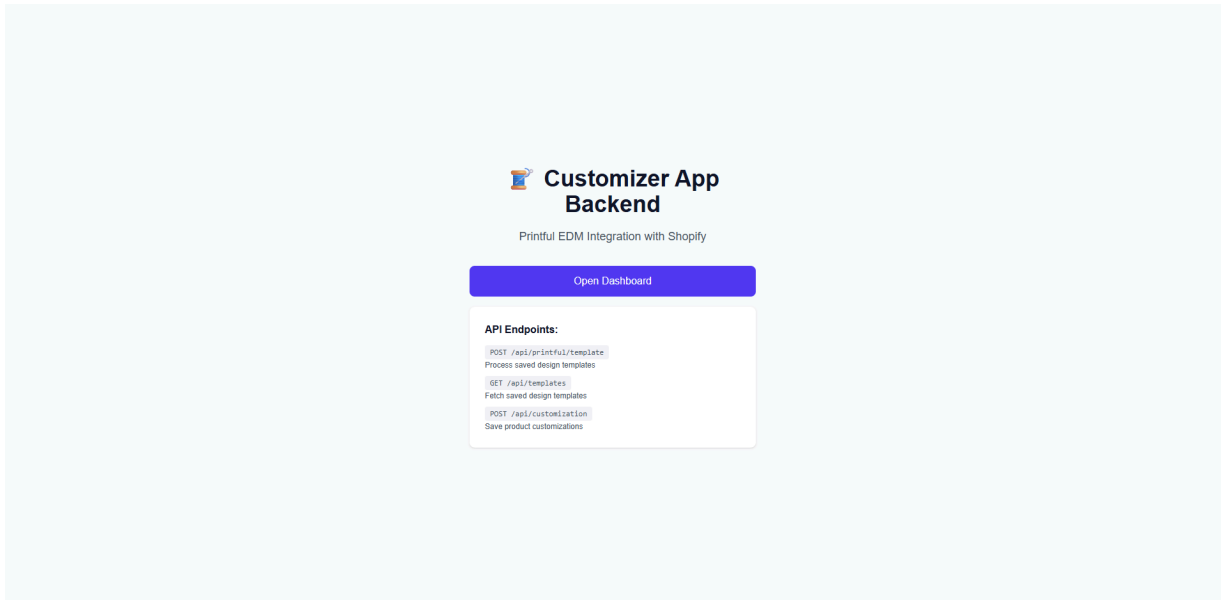 Customizer App
Backend
Printful EDM Integration with Shopify
Open Dashboard
API Endpoints:
POST /api/printful/template
Process saved design templates
GET /api/templates
Fetch saved design templates
POST /api/customization
Save product customizations